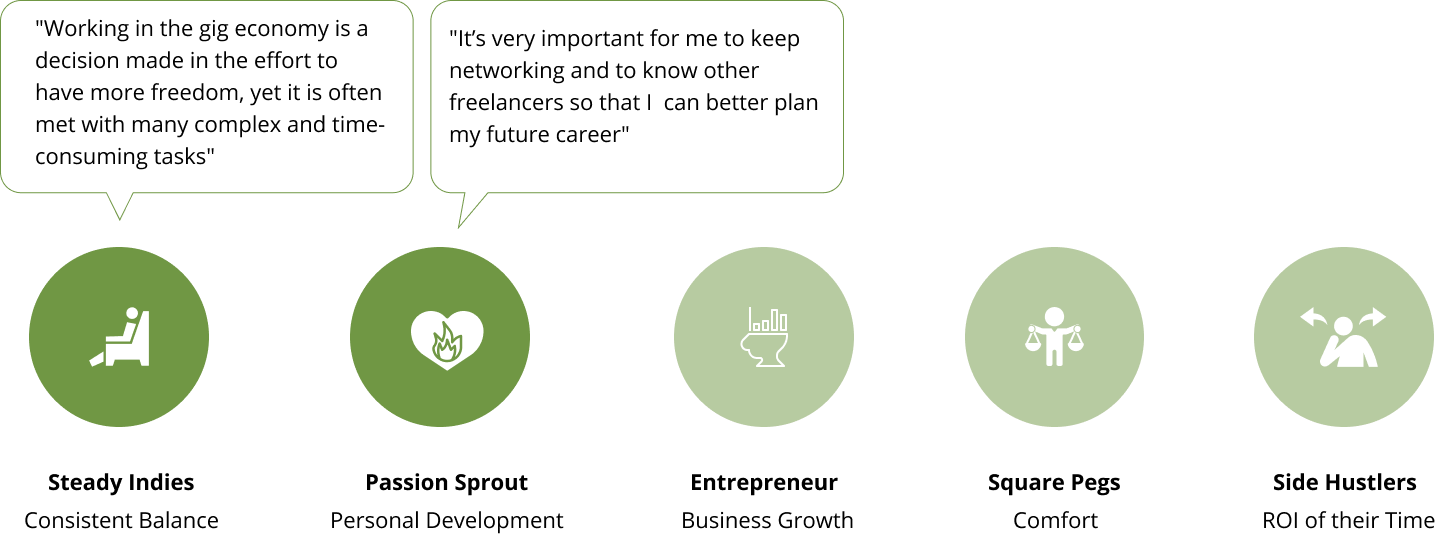 "Working in the gig economy is a
decision made in the effort to
have more freedom, yet it is often
met with many complex and time-
consuming tasks"
"It’s very important for me to keep
networking and to know other
freelancers so that I  can better plan
my future career"
Steady Indies
Consistent Balance
Passion Sprout
Personal Development
Entrepreneur
Business Growth
Square Pegs
Comfort
Side Hustlers
ROI of their Time